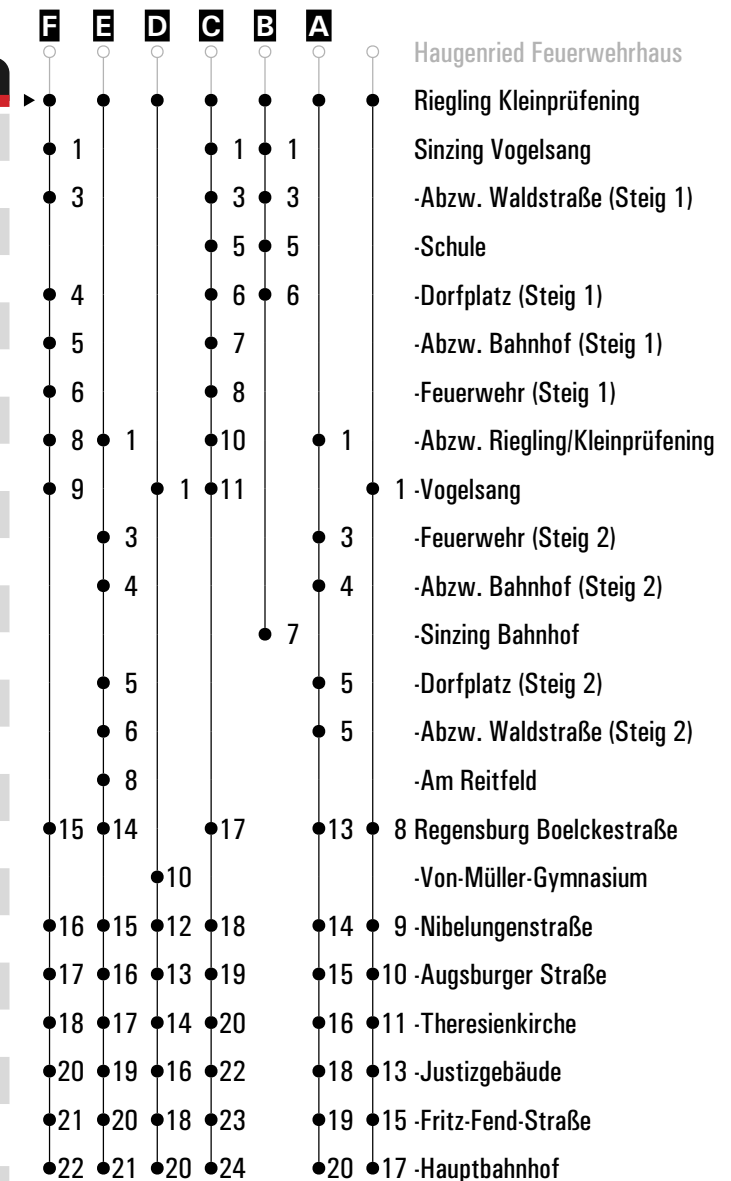 F E D C B A
Haugenried Feuerwehrhaus
Riegling Kleinprüfening
1 1 1 Sinzing Vogelsang
3 3 3 -Abzw. Waldstraße (Steig 1)
5 5 -Schule
4 6 6 -Dorfplatz (Steig 1)
5 7 -Abzw. Bahnhof (Steig 1)
6 8 -Feuerwehr (Steig 1)
8 1 10 1 -Abzw. Riegling/Kleinprüfening
9 1 11 1 -Vogelsang
3 3 -Feuerwehr (Steig 2)
4 4 -Abzw. Bahnhof (Steig 2)
7 -Sinzing Bahnhof
5 5 -Dorfplatz (Steig 2)
6 5 -Abzw. Waldstraße (Steig 2)
8 -Am Reitfeld
15 14 17 13 8 Regensburg Boelckestraße
10 -Von-Müller-Gymnasium
16 15 12 18 14 9 -Nibelungenstraße
17 16 13 19 15 10 -Augsburger Straße
18 17 14 20 16 11 -Theresienkirche
20 19 16 22 18 13 -Justizgebäude
21 20 18 23 19 15 -Fritz-Fend-Straße
22 21 20 24 20 17 -Hauptbahnhof